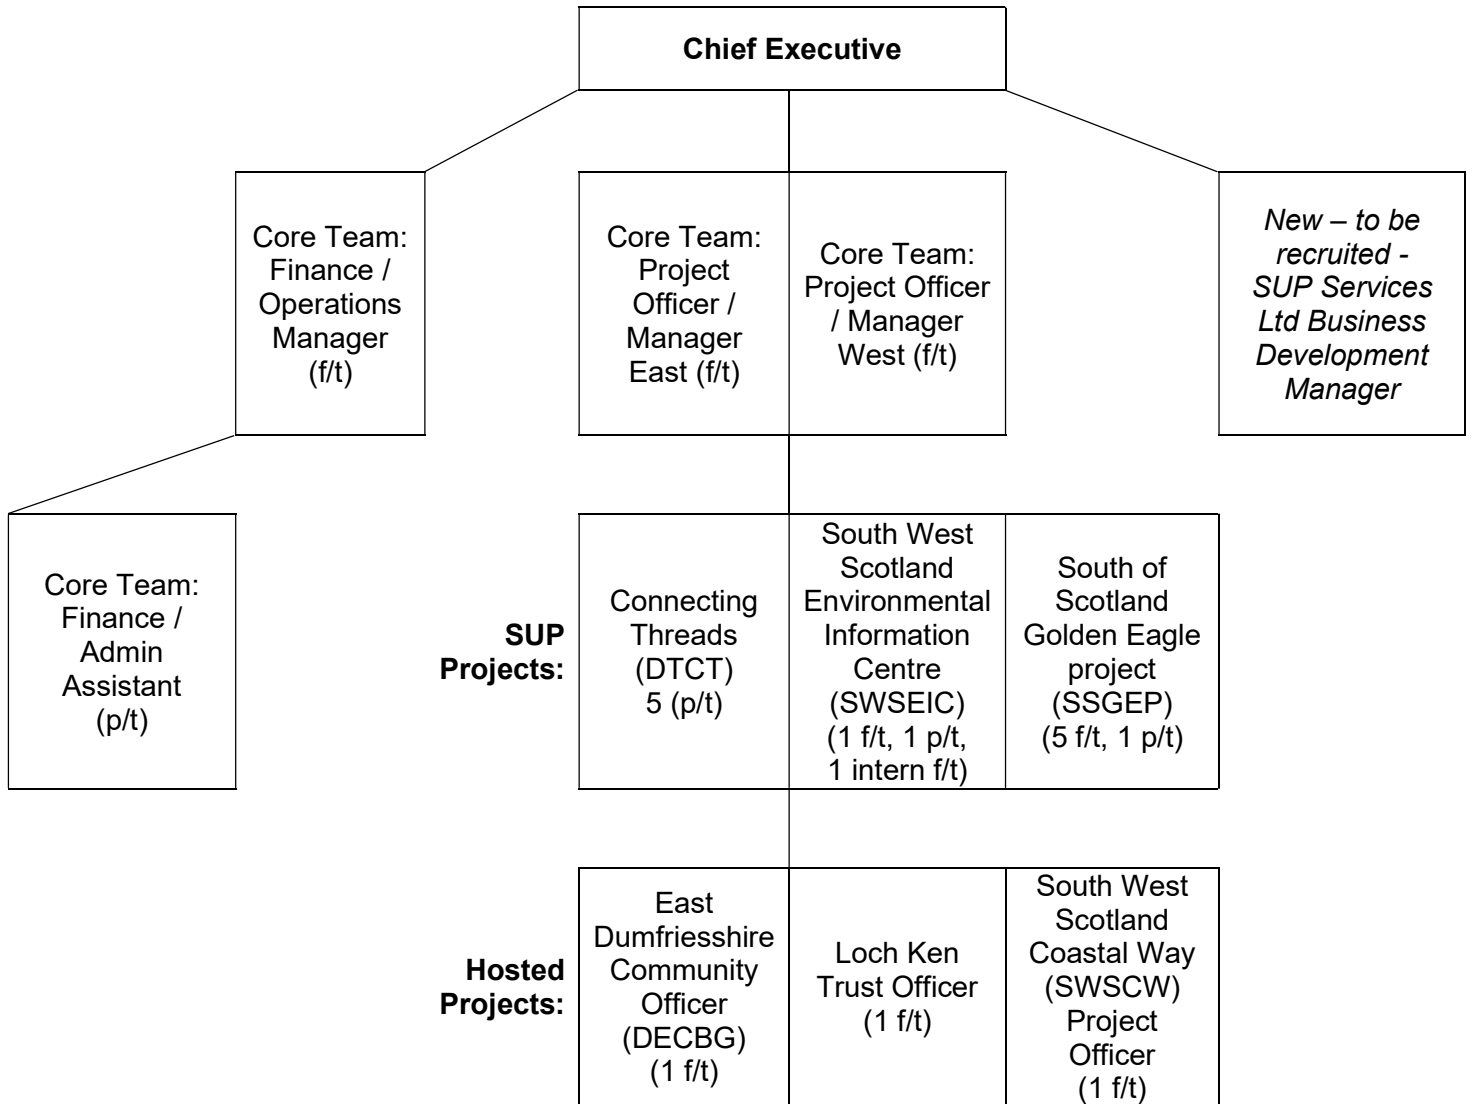 Chief Executive
Core Team:
Finance /
Operations
Manager
(f/t)
Core Team:
Project
Officer /
Manager
East (f/t)
Core Team:
Project Officer
/ Manager
West (f/t)
New – to be
recruited -
SUP Services
Ltd Business
Development
Manager
Core Team:
Finance /
Admin
Assistant
(p/t)
SUP
Projects:
Connecting
Threads
(DTCT)
5 (p/t)
South West
Scotland
Environmental
Information
Centre
(SWSEIC)
(1 f/t, 1 p/t,
1 intern f/t)
South of
Scotland
Golden Eagle
project
(SSGEP)
(5 f/t, 1 p/t)
Hosted
Projects:
East
Dumfriesshire
Community
Officer
(DECBG)
(1 f/t)
Loch Ken
Trust Officer
(1 f/t)
South West
Scotland
Coastal Way
(SWSCW)
Project
Officer
(1 f/t)